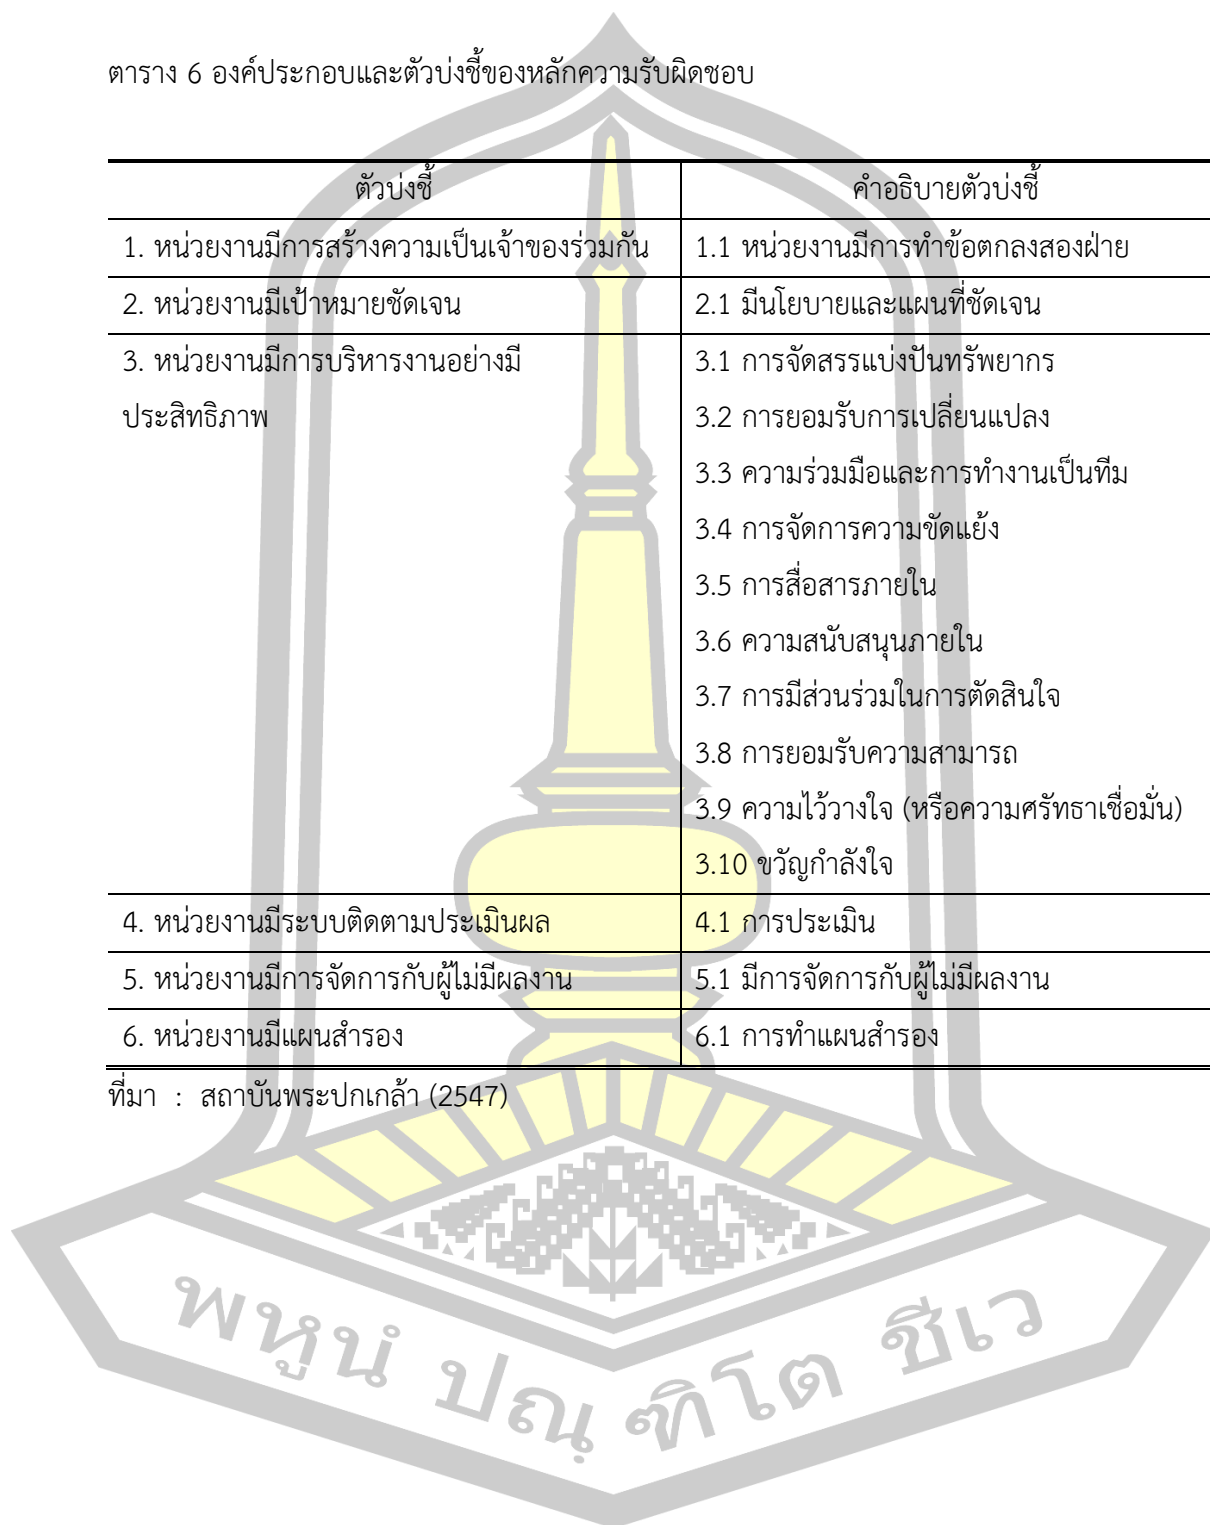 ตาราง 6 องค์ประกอบและตัวบ่งชี้ของหลักความรับผิดชอบ
ตัวบ่งชี้ คำอธิบายตัวบ่งชี้
1. หน่วยงานมีการสร้างความเป็นเจ้าของร่วมกัน 1.1 หน่วยงานมีการทำข้อตกลงสองฝ่าย
2. หน่วยงานมีเป้าหมายชัดเจน 2.1 มีนโยบายและแผนที่ชัดเจน
3. หน่วยงานมีการบริหารงานอย่างมี 3.1 การจัดสรรแบ่งปันทรัพยากร
ประสิทธิภาพ 3.2 การยอมรับการเปลี่ยนแปลง
3.3 ความร่วมมือและการทำงานเป็นทีม
3.4 การจัดการความขัดแย้ง
3.5 การสื่อสารภายใน
3.6 ความสนับสนุนภายใน
3.7 การมีส่วนร่วมในการตัดสินใจ
3.8 การยอมรับความสามารถ
3.9 ความไว้วางใจ (หรือความศรัทธาเชื่อมั่น)
3.10 ขวัญกำลังใจ
4. หน่วยงานมีระบบติดตามประเมินผล 4.1 การประเมิน
5. หน่วยงานมีการจัดการกับผู้ไม่มีผลงาน 5.1 มีการจัดการกับผู้ไม่มีผลงาน
6. หน่วยงานมีแผนสำรอง 6.1 การทำแผนสำรอง
ที่มา : สถาบันพระปกเกล้า (2547)
พหูนํ ปณฺฑิโต ชีเว